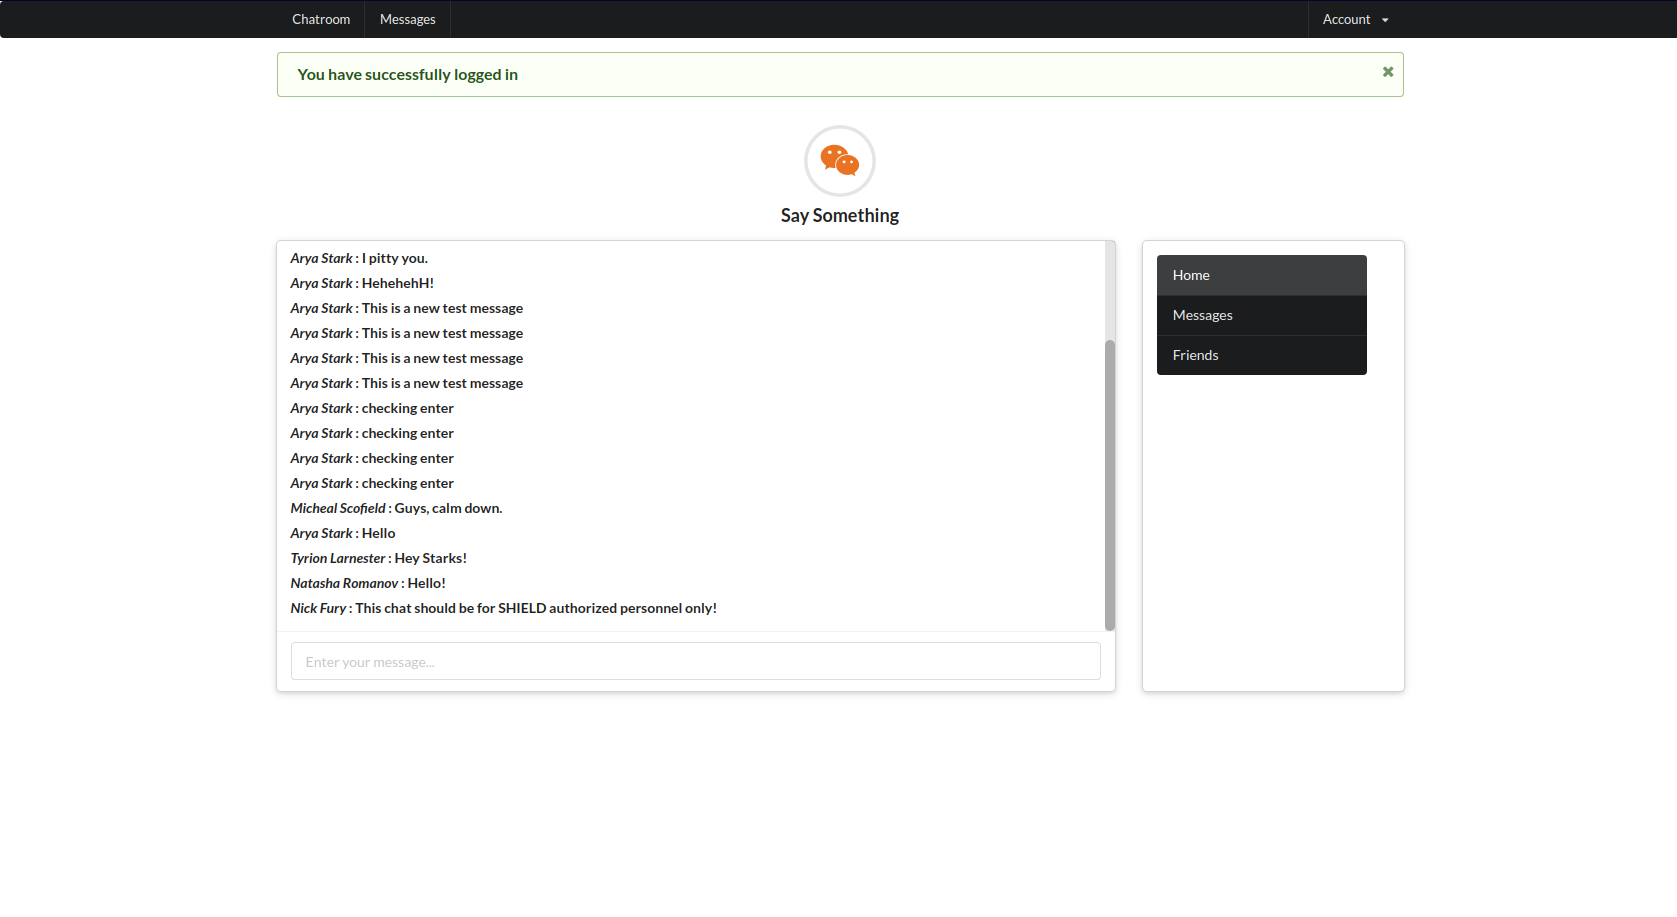 Chatroom Messages Account
You have successfully logged in
Say Something
Arya Stark : I pitty you.
Arya Stark : HehehehH!
Arya Stark : This is a new test message
Arya Stark : This is a new test message
Arya Stark : This is a new test message
Arya Stark : This is a new test message
Arya Stark : checking enter
Arya Stark : checking enter
Arya Stark : checking enter
Arya Stark : checking enter
Micheal Scofield : Guys, calm down.
Arya Stark : Hello
Tyrion Larnester : Hey Starks!
Natasha Romanov : Hello!
Nick Fury : This chat should be for SHIELD authorized personnel only!
Enter your message...
Home
Messages
Friends